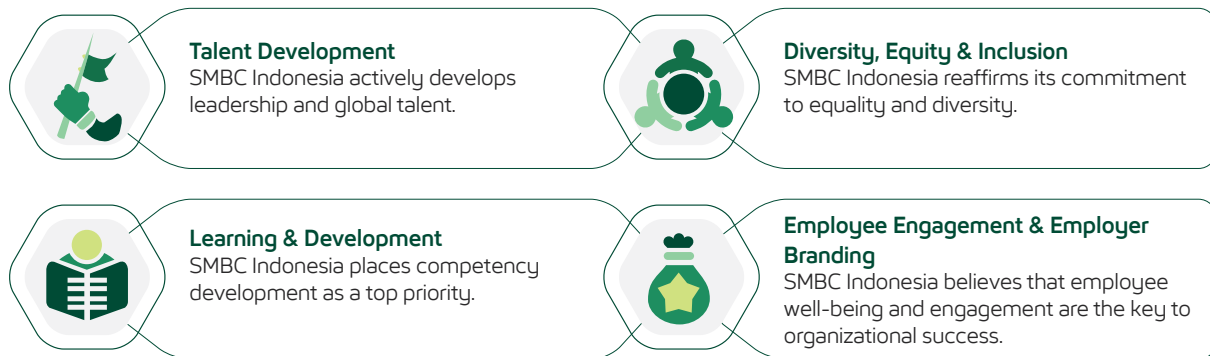 Talent Development
SMBC Indonesia actively develops
leadership and global talent.
Diversity, Equity & Inclusion
SMBC Indonesia reaffirms its commitment
to equality and diversity.
Learning & Development
SMBC Indonesia places competency
development as a top priority.
Employee Engagement & Employer
Branding
SMBC Indonesia believes that employee
well-being and engagement are the key to
organizational success.